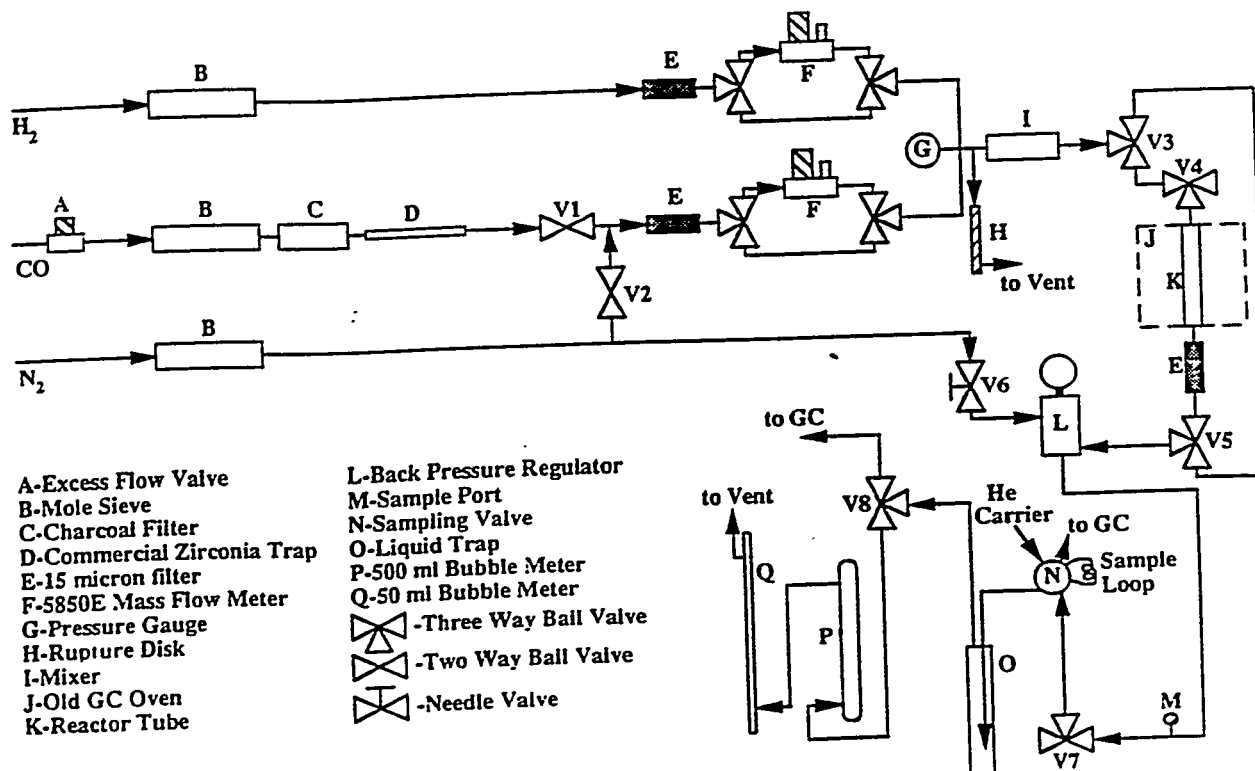 B
E
F
H2
G
I
V3
V4
A
B
C
D
V1
E
F
CO
H
to Vent
J
K
V2
B
N2
V6
E
L
V5
to GC
V8
to Vent
He
Carrier
to GC
N
Sample
Loop
Q
P
O
M
V7
A-Excess Flow Valve
B-Mole Sieve
C-Charcoal Filter
D-Commercial Zirconia Trap
E-15 micron filter
F-5850E Mass Flow Meter
G-Pressure Gauge
H-Rupture Disk
I-Mixer
J-Old GC Oven
K-Reactor Tube
L-Back Pressure Regulator
M-Sample Port
N-Sampling Valve
O-Liquid Trap
P-500 ml Bubble Meter
Q-50 ml Bubble Meter
-Three Way Bail Valve
-Two Way Bail Valve
-Needle Valve